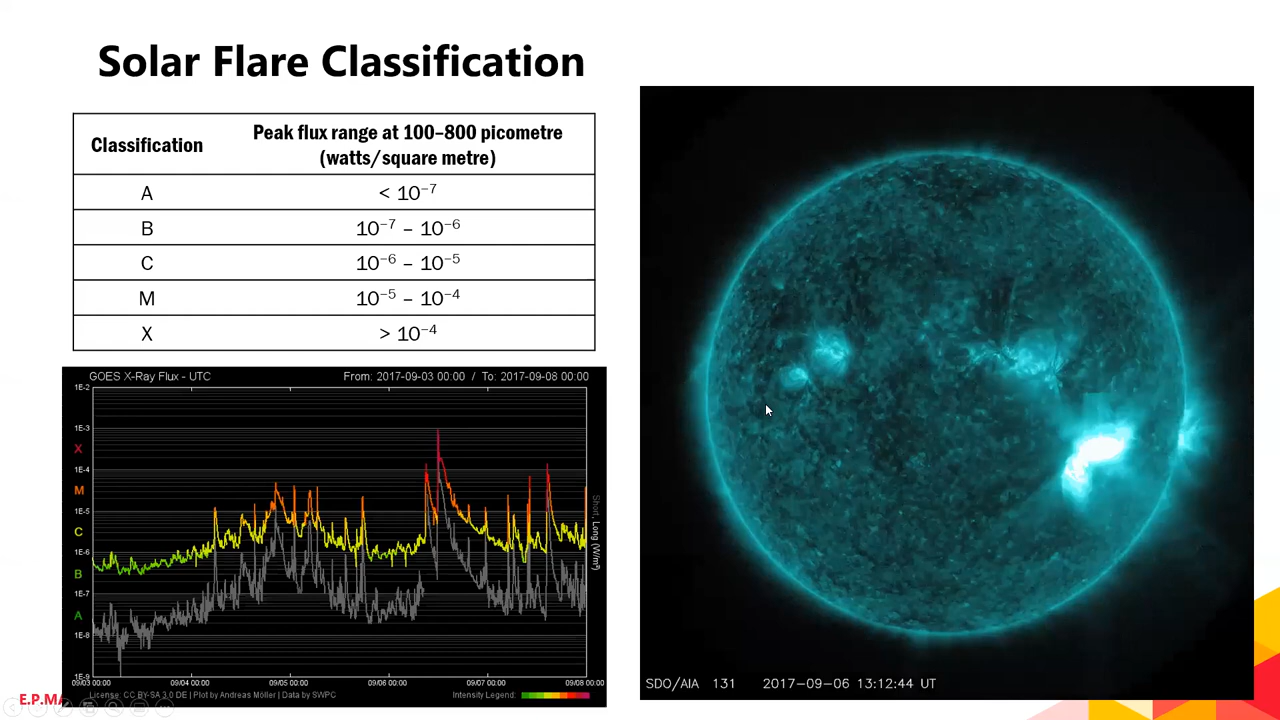 Solar Flare Classification
Classification
Peak flux range at 100–800 picometre
(watts/square metre)
A
< 10⁻⁷
B
10⁻⁷ – 10⁻⁶
C
10⁻⁶ – 10⁻⁵
M
10⁻⁵ – 10⁻⁴
X
> 10⁻⁴
GOES X-Ray Flux - UTC
From: 2017-09-03 00:00 / To: 2017-09-08 00:00
1E-2
1E-3
X
1E-4
M
1E-5
C
1E-6
B
1E-7
A
1E-8
1E-9
Short, Long (W/m²)
09/03 00:00
09/04 00:00
09/05 00:00
09/06 00:00
09/07 00:00
09/08 00:00
License: CC BY-SA 3.0 DE | Plot by Andreas Möller | Data by SWPC
Intensity Legend:
E.P.MA
SDO/AIA 131 2017-09-06 13:12:44 UT